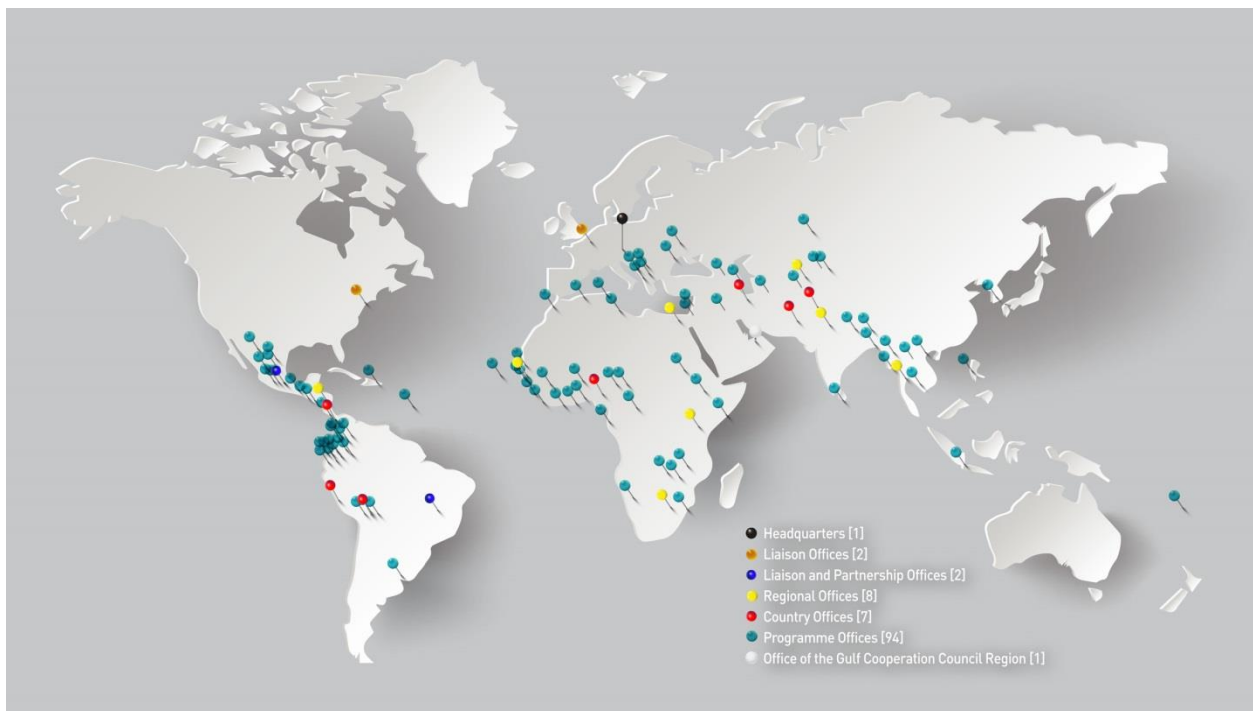 Headquarters [1]
Liaison Offices [2]
Liaison and Partnership Offices [2]
Regional Offices [8]
Country Offices [7]
Programme Offices [94]
Office of the Gulf Cooperation Council Region [1]